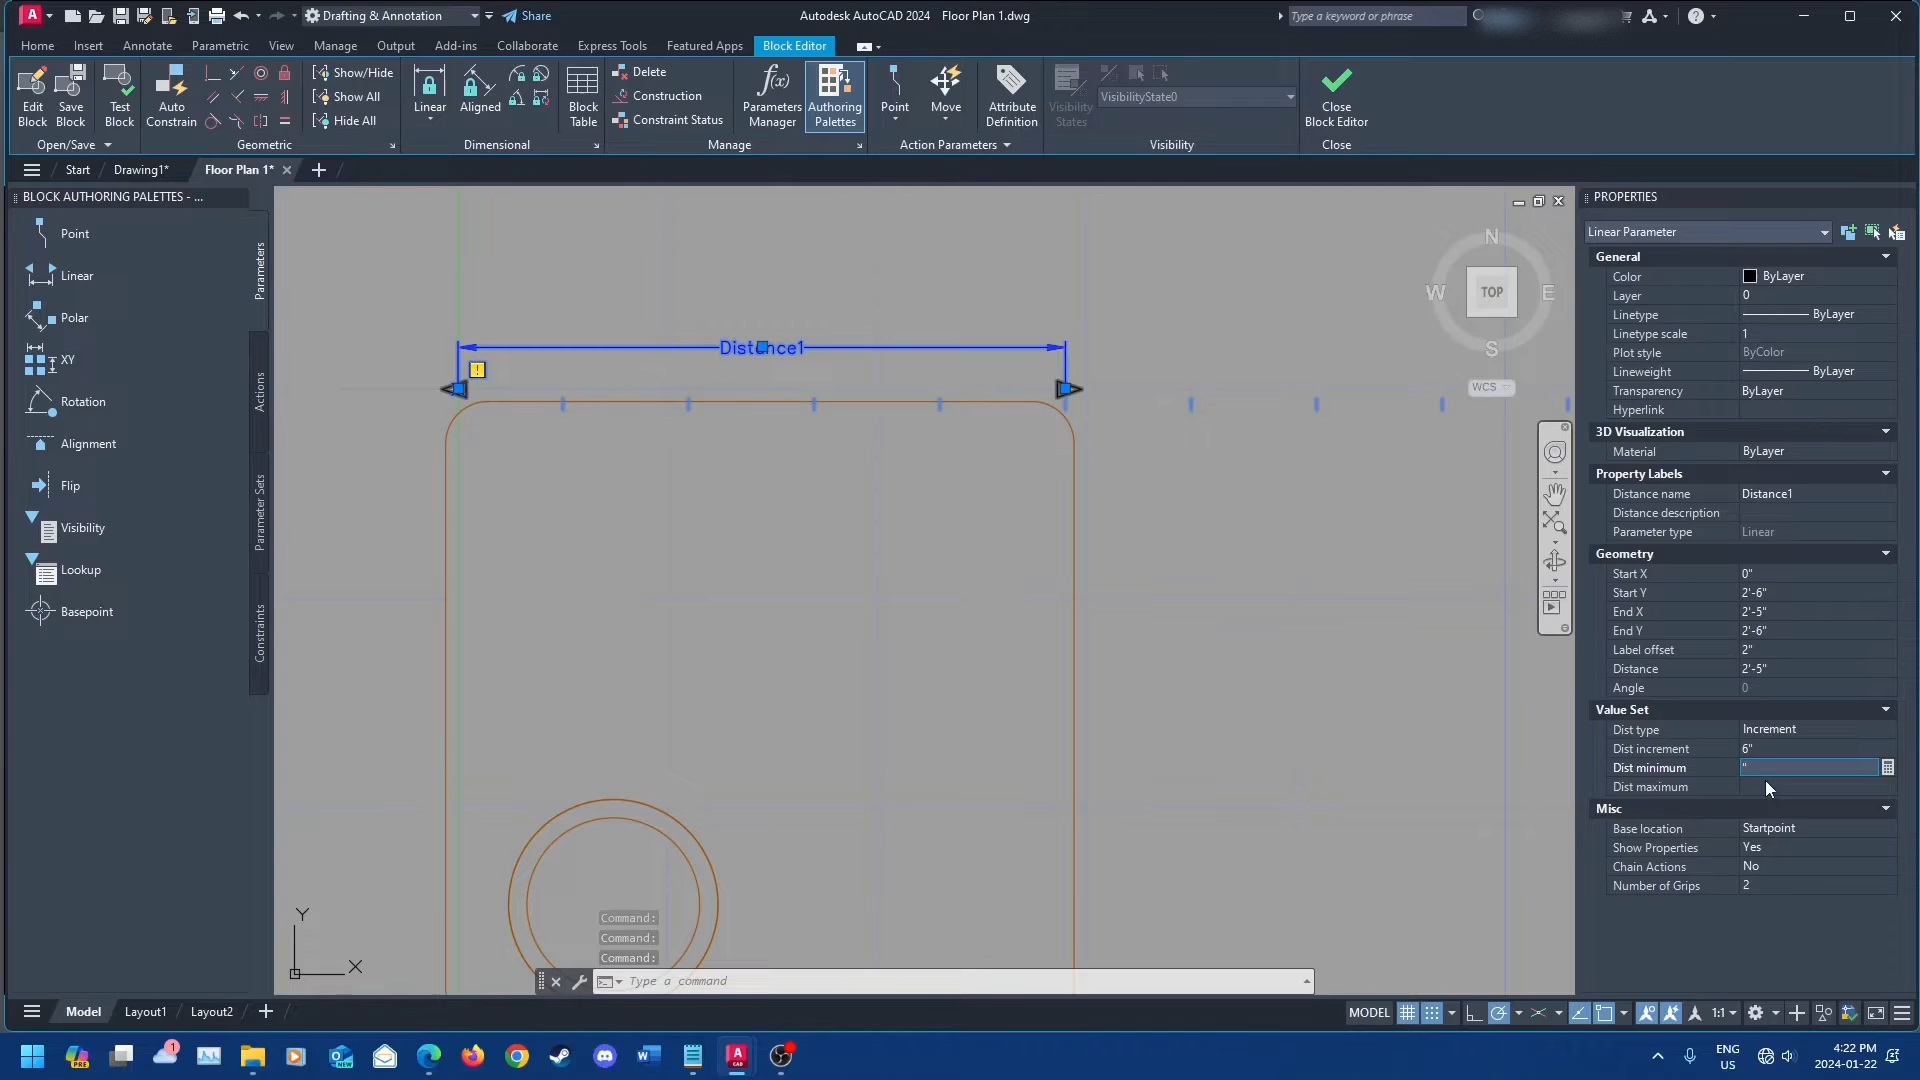 Drafting & Annotation
Share
Autodesk AutoCAD 2024 Floor Plan 1.dwg
Type a keyword or phrase
Home Insert Annotate Parametric View Manage Output Add-ins Collaborate Express Tools Featured Apps Block Editor
Edit Block
Save Block
Test Block
Open/Save
Auto Constrain
Show/Hide
Show All
Hide All
Geometric
Linear
Aligned
Block Table
Dimensional
Delete
Construction
Constraint Status
Parameters Manager
Authoring Palettes
Manage
Point
Move
Attribute Definition
Action Parameters
Visibility States
VisibilityState0
Visibility
Close Block Editor
Close
Start Drawing1* Floor Plan 1*
BLOCK AUTHORING PALETTES - ...
Point
Linear
Polar
XY
Rotation
Alignment
Flip
Visibility
Lookup
Basepoint
Parameters
Actions
Parameter Sets
Constraints
Distance1
N
W TOP E
S
WCS
Y
X
Command:
Command:
Command:
Type a command
PROPERTIES
Linear Parameter
General
Color ByLayer
Layer 0
Linetype ByLayer
Linetype scale 1
Plot style ByColor
Lineweight ByLayer
Transparency ByLayer
Hyperlink
3D Visualization
Material ByLayer
Property Labels
Distance name Distance1
Distance description
Parameter type Linear
Geometry
Start X 0"
Start Y 2'-6"
End X 2'-5"
End Y 2'-6"
Label offset 2"
Distance 2'-5"
Angle 0
Value Set
Dist type Increment
Dist increment 6"
Dist minimum "
Dist maximum
Misc
Base location Startpoint
Show Properties Yes
Chain Actions No
Number of Grips 2
Model Layout1 Layout2
MODEL 1:1
ENG
US
4:22 PM
2024-01-22